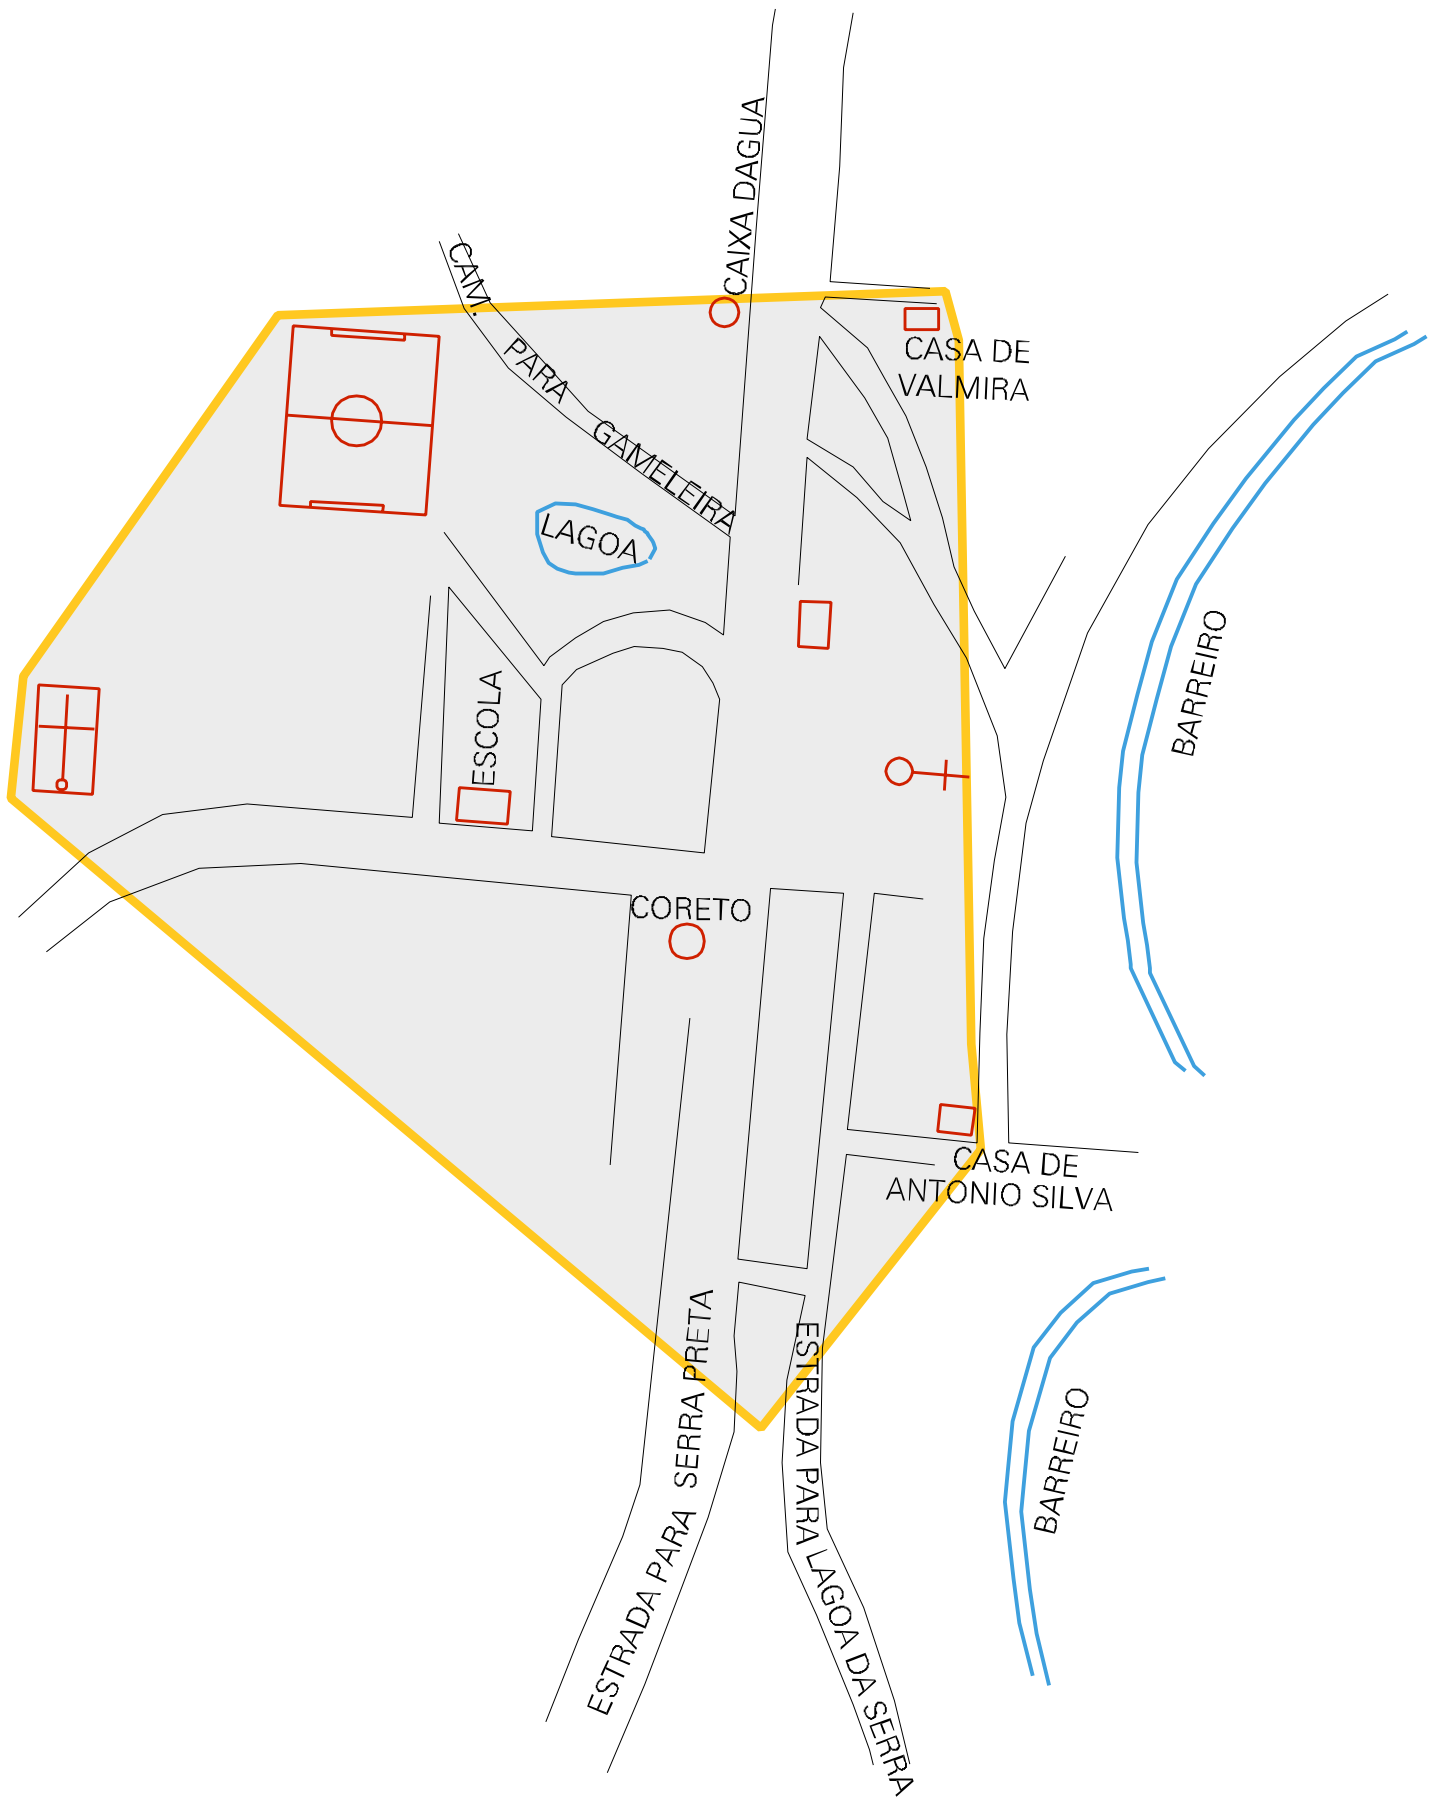 CAIXA DAGUA
CAM. PARA GAMELEIRA
CASA DE
VALMIRA
LAGOA
BARREIRO
ESCOLA
CORETO
CASA DE
ANTONIO SILVA
ESTRADA PARA SERRA PRETA
ESTRADA PARA LAGOA DA SERRA
BARREIRO